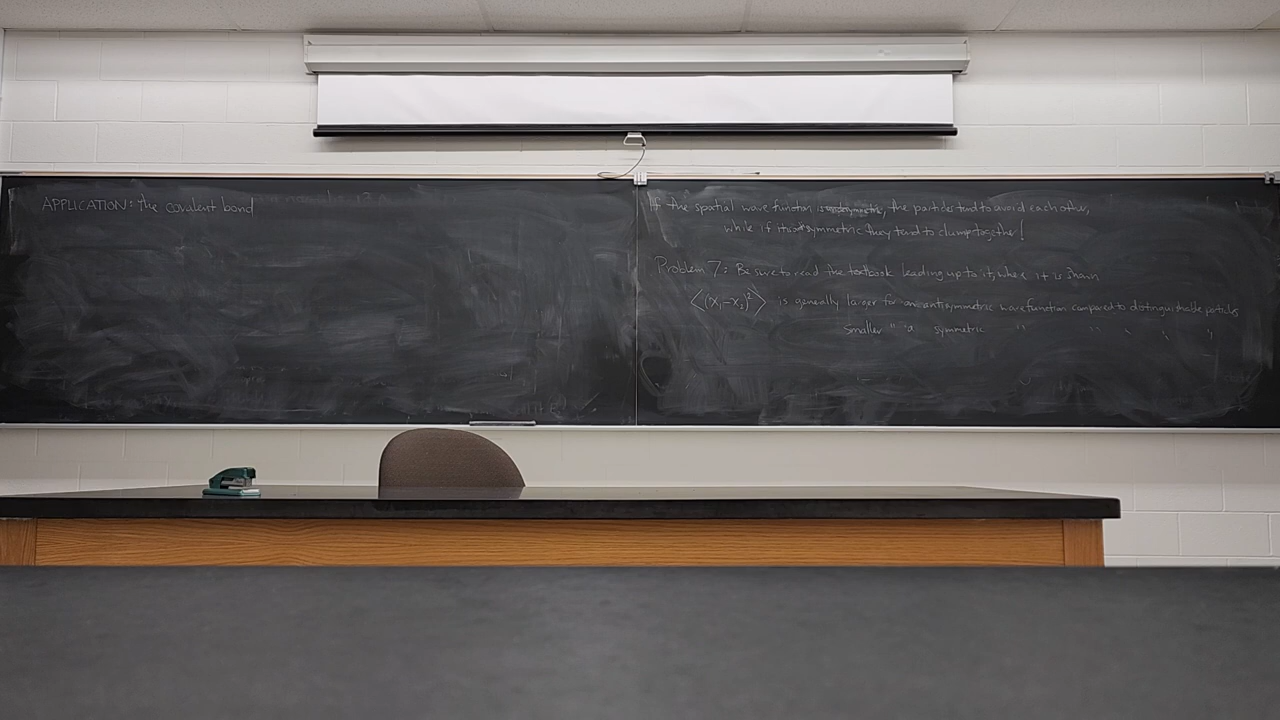 APPLICATION: the covalent bond
If the spatial wave function is antisymmetric, the particles tend to avoid each other,
while if it is symmetric they tend to clump together!
Problem 7: Be sure to read the textbook leading up to it, where it is shown
⟨(x₁-x₂)²⟩ is generally larger for an antisymmetric wavefunction compared to distinguishable particles
smaller " a symmetric " " " " "